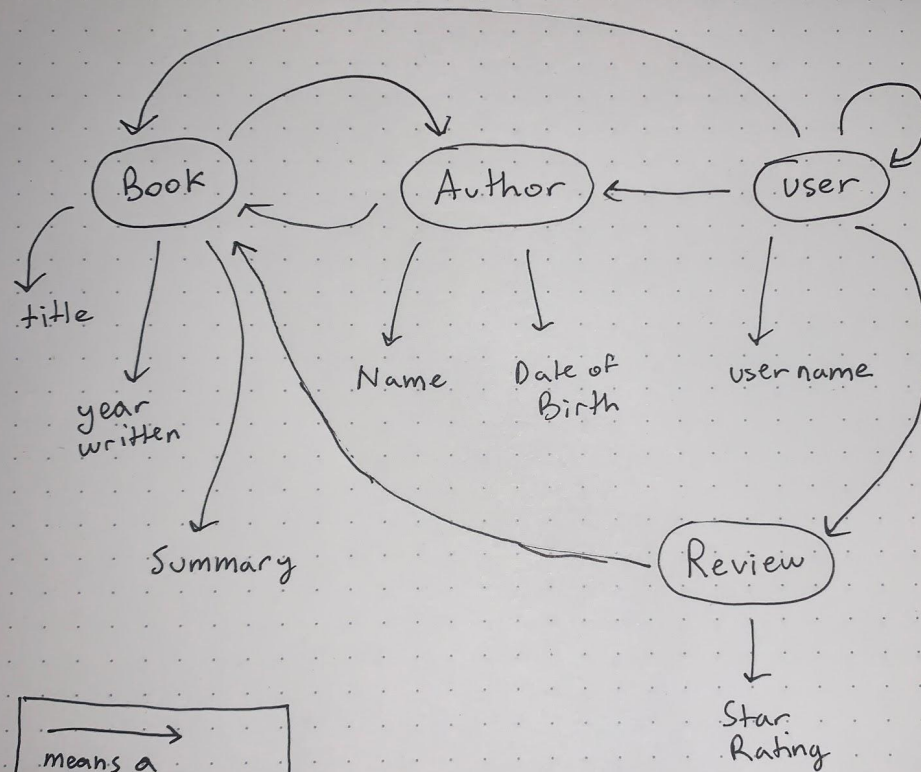 Book
Author
user
title
Name
Date of
Birth
username
year
written
Summary
Review
Star
Rating
means a